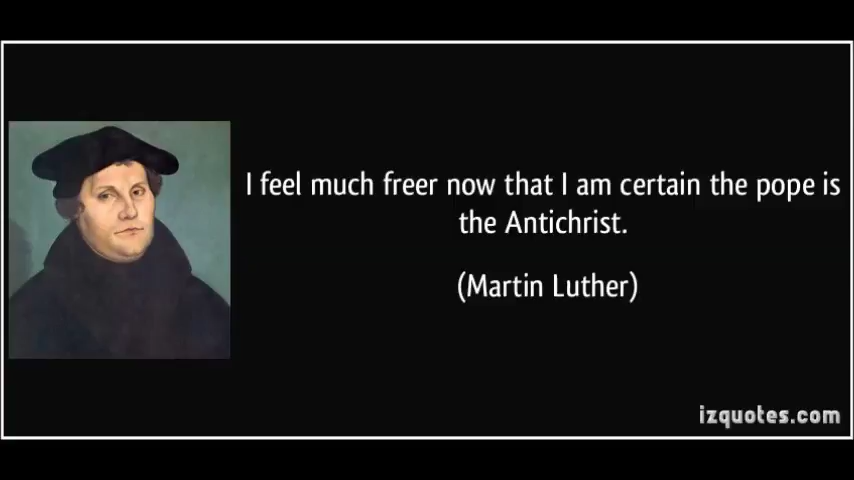 I feel much freer now that I am certain the pope is
the Antichrist.
(Martin Luther)
izquotes.com